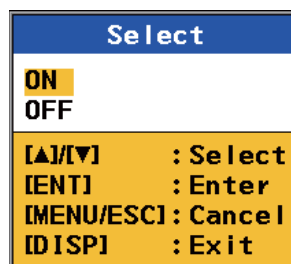 Select
ON
OFF
[▲]/[▼] : Select
[ENT] : Enter
[MENU/ESC] : Cancel
[DISP] : Exit